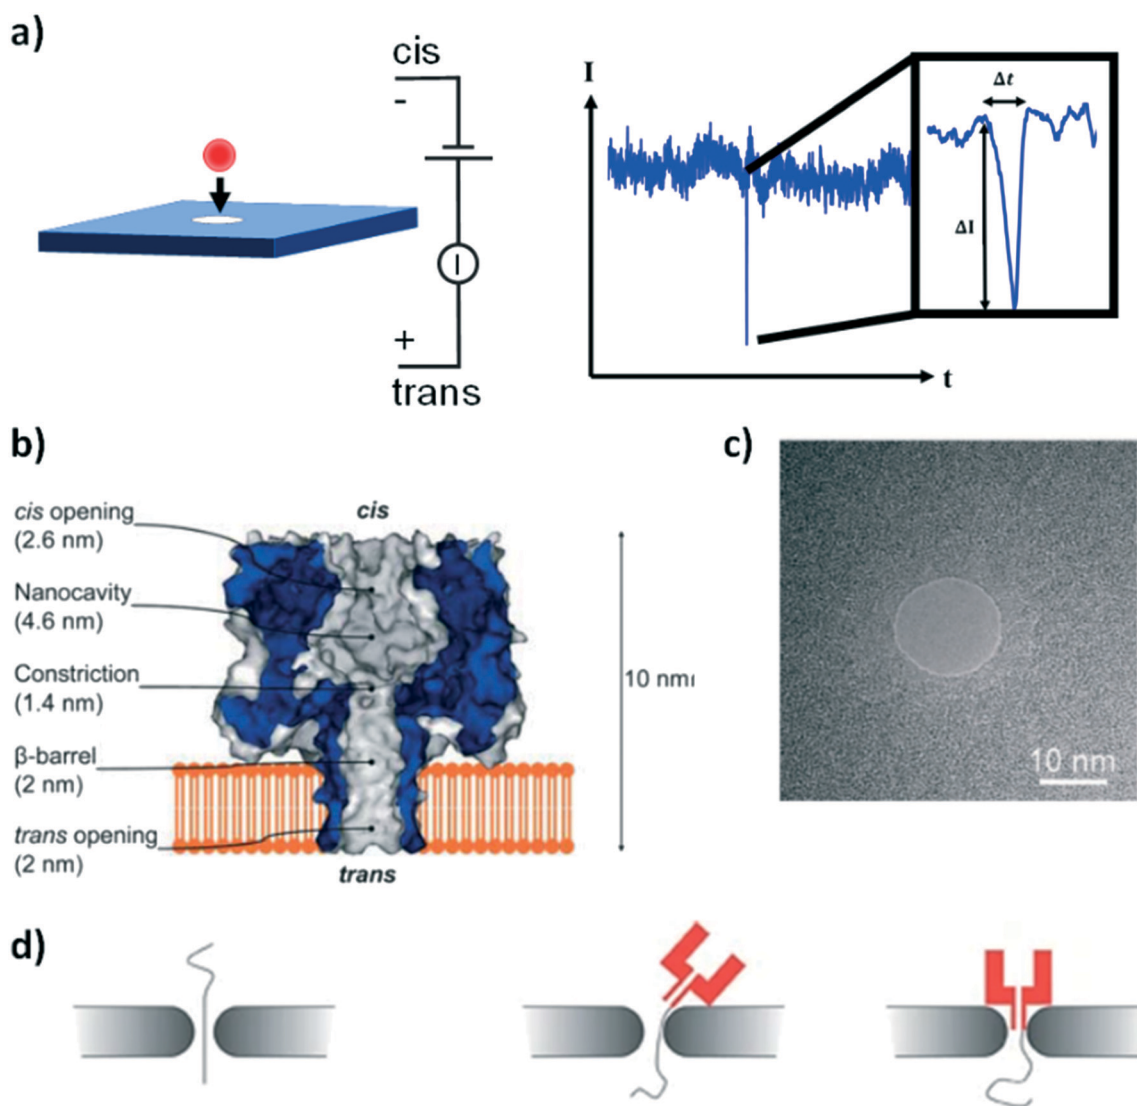 a)
cis
-
I
+
trans
I
t
Δt
ΔI
b)
cis opening
(2.6 nm)
Nanocavity
(4.6 nm)
Constriction
(1.4 nm)
β-barrel
(2 nm)
trans opening
(2 nm)
cis
trans
10 nm
c)
10 nm
d)